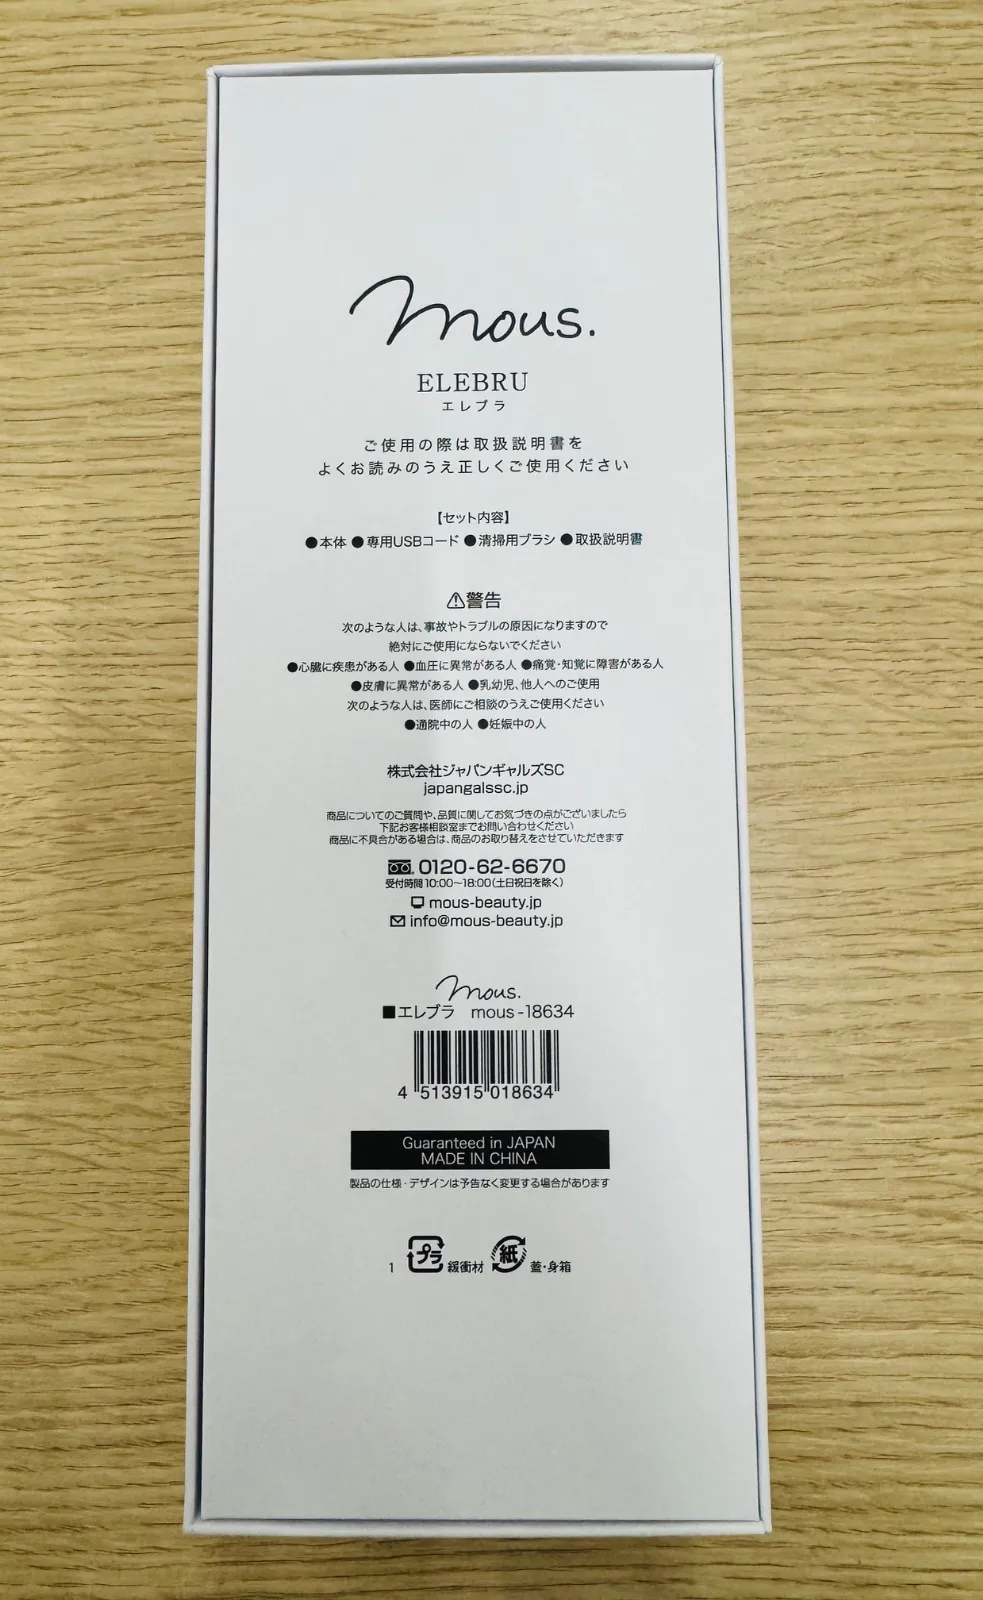 mous.
ELEBRU
エレブラ
ご使用の際は取扱説明書を
よくお読みのうえ正しくご使用ください
【セット内容】
●本体 ●専用USBコード ●清掃用ブラシ ●取扱説明書
⚠警告
次のような人は、事故やトラブルの原因になりますので
絶対にご使用にならないでください
●心臓に疾患がある人 ●血圧に異常がある人 ●痛覚・知覚に障害がある人
●皮膚に異常がある人 ●乳幼児、他人へのご使用
次のような人は、医師にご相談のうえご使用ください
●通院中の人 ●妊娠中の人
株式会社ジャパンギャルズSC
japangalssc.jp
商品についてのご質問や、品質に関してお気づきの点がございましたら
下記お客様相談室までお問い合わせください
商品に不具合がある場合は、商品のお取り替えをさせていただきます
0120-62-6670
受付時間10:00〜18:00(土日祝日を除く)
mous-beauty.jp
info@mous-beauty.jp
mous.
■エレブラ mous-18634
4 513915 018634
Guaranteed in JAPAN
MADE IN CHINA
製品の仕様・デザインは予告なく変更する場合があります
1 プラ 緩衝材 紙 蓋・身箱